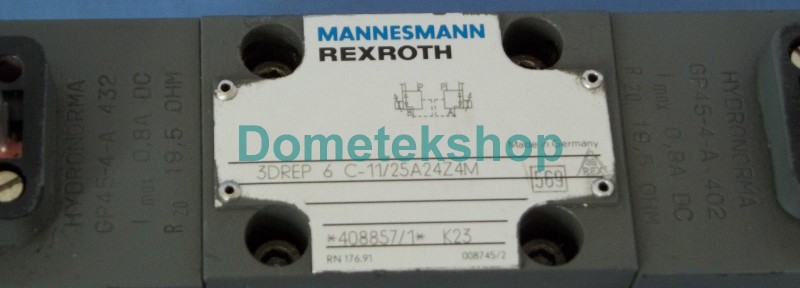 MANNESMANN
REXROTH
Made in Germany
3DREP 6 C-11/25A24Z4M
569
REX
*408857/1* K23
RN 176.91
008745/2
HYDRONORMA
GP45-4-A 432
I max 0,8A DC
R 20 19,5 OHM
HYDRONORMA
GP45-4-A 402
I max 0,8A DC
R 20 19,5 OHM
Dometekshop